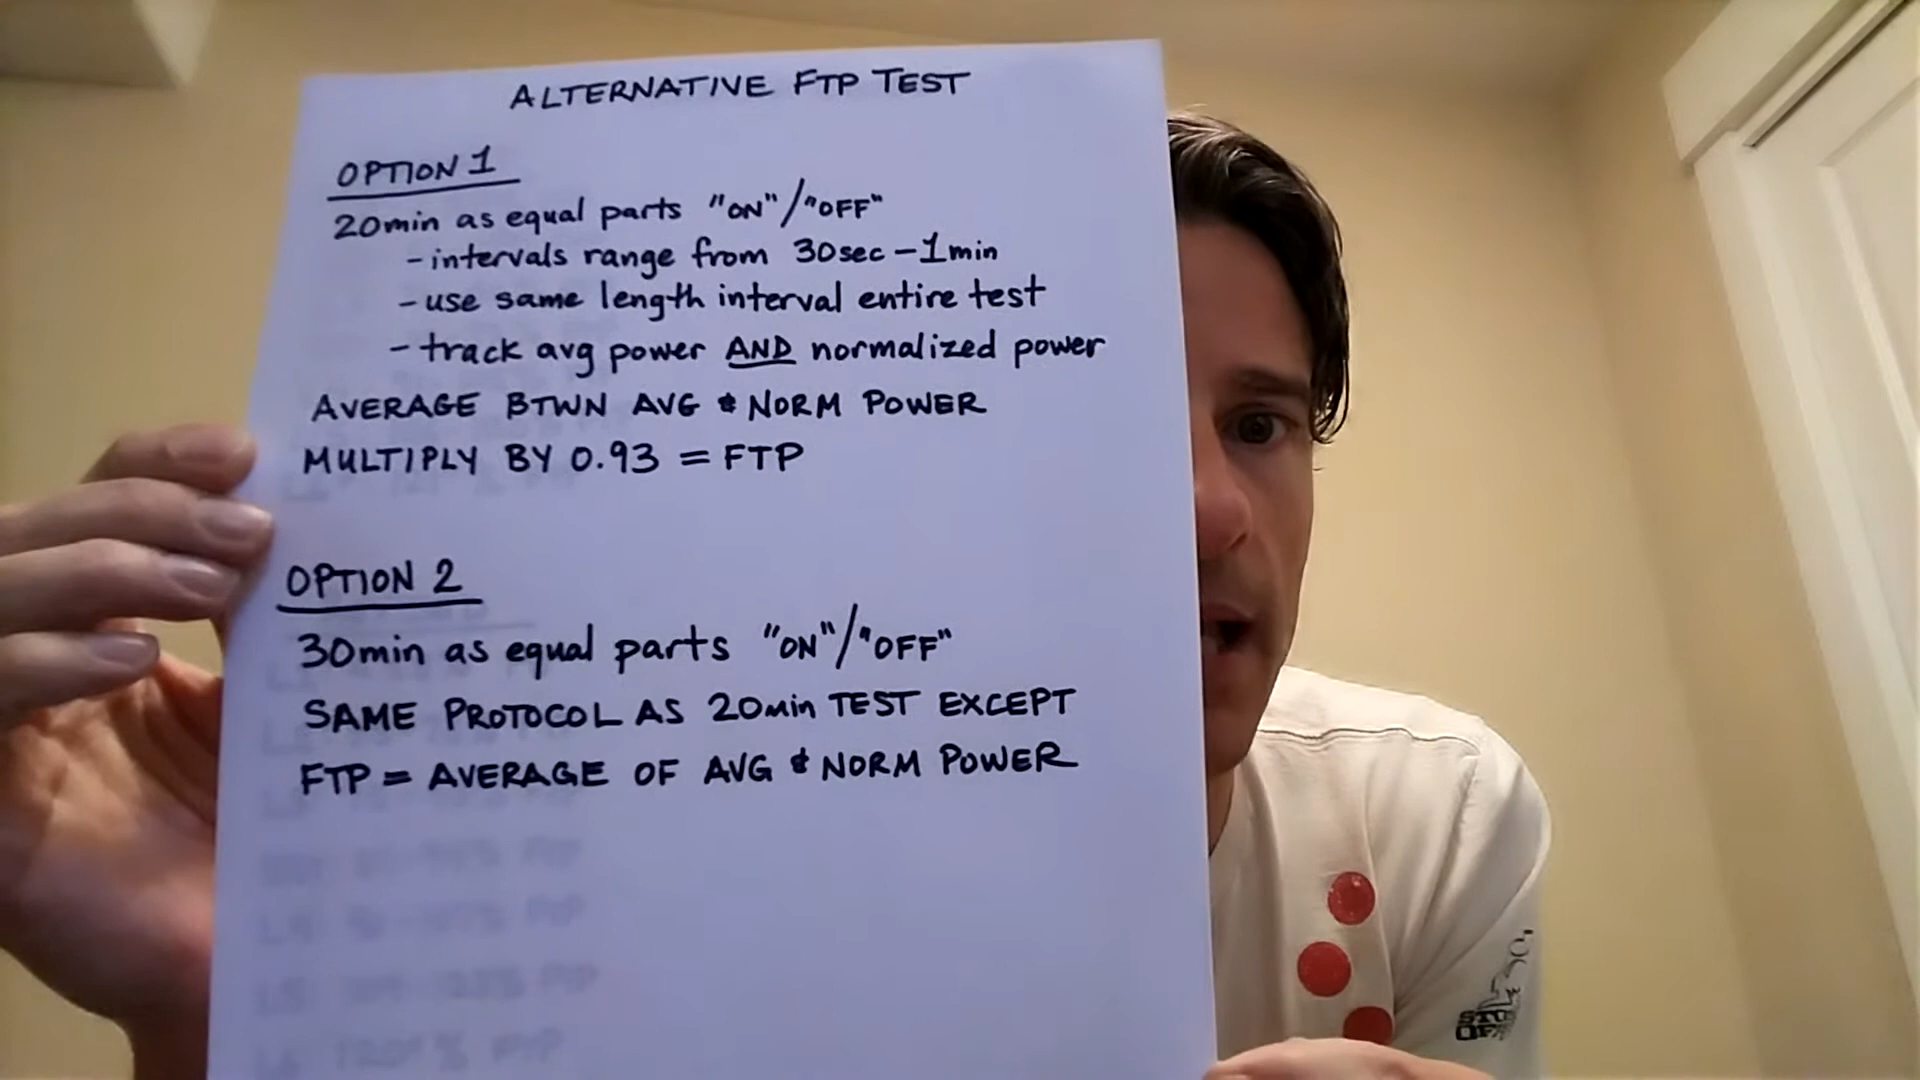 ALTERNATIVE FTP TEST
OPTION 1
20min as equal parts "ON"/"OFF"
- intervals range from 30sec - 1min
- use same length interval entire test
- track avg power AND normalized power
AVERAGE BTWN AVG & NORM POWER
MULTIPLY BY 0.93 = FTP
OPTION 2
30min as equal parts "ON"/"OFF"
SAME PROTOCOL AS 20min TEST EXCEPT
FTP = AVERAGE OF AVG & NORM POWER